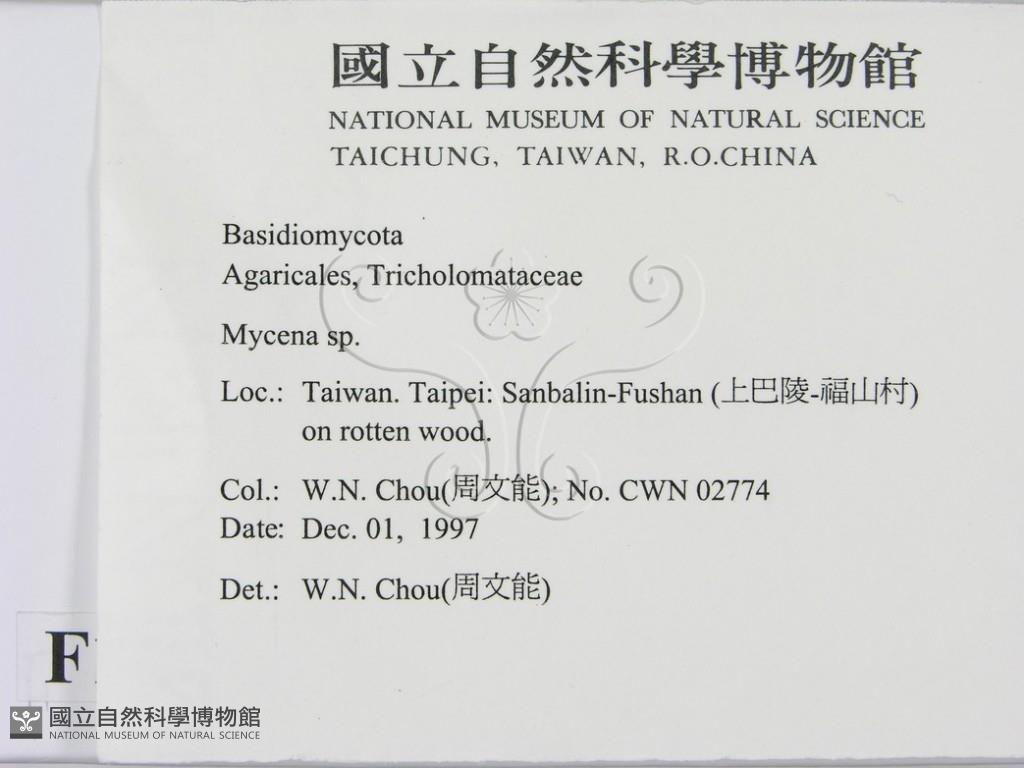 國立自然科學博物館
NATIONAL MUSEUM OF NATURAL SCIENCE
TAICHUNG, TAIWAN, R.O.CHINA
Basidiomycota
Agaricales, Tricholomataceae
Mycena sp.
Loc.: Taiwan. Taipei: Sanbalin-Fushan (上巴陵-福山村)
on rotten wood.
Col.: W.N. Chou(周文能); No. CWN 02774
Date: Dec. 01, 1997
Det.: W.N. Chou(周文能)
F
國立自然科學博物館
NATIONAL MUSEUM OF NATURAL SCIENCE